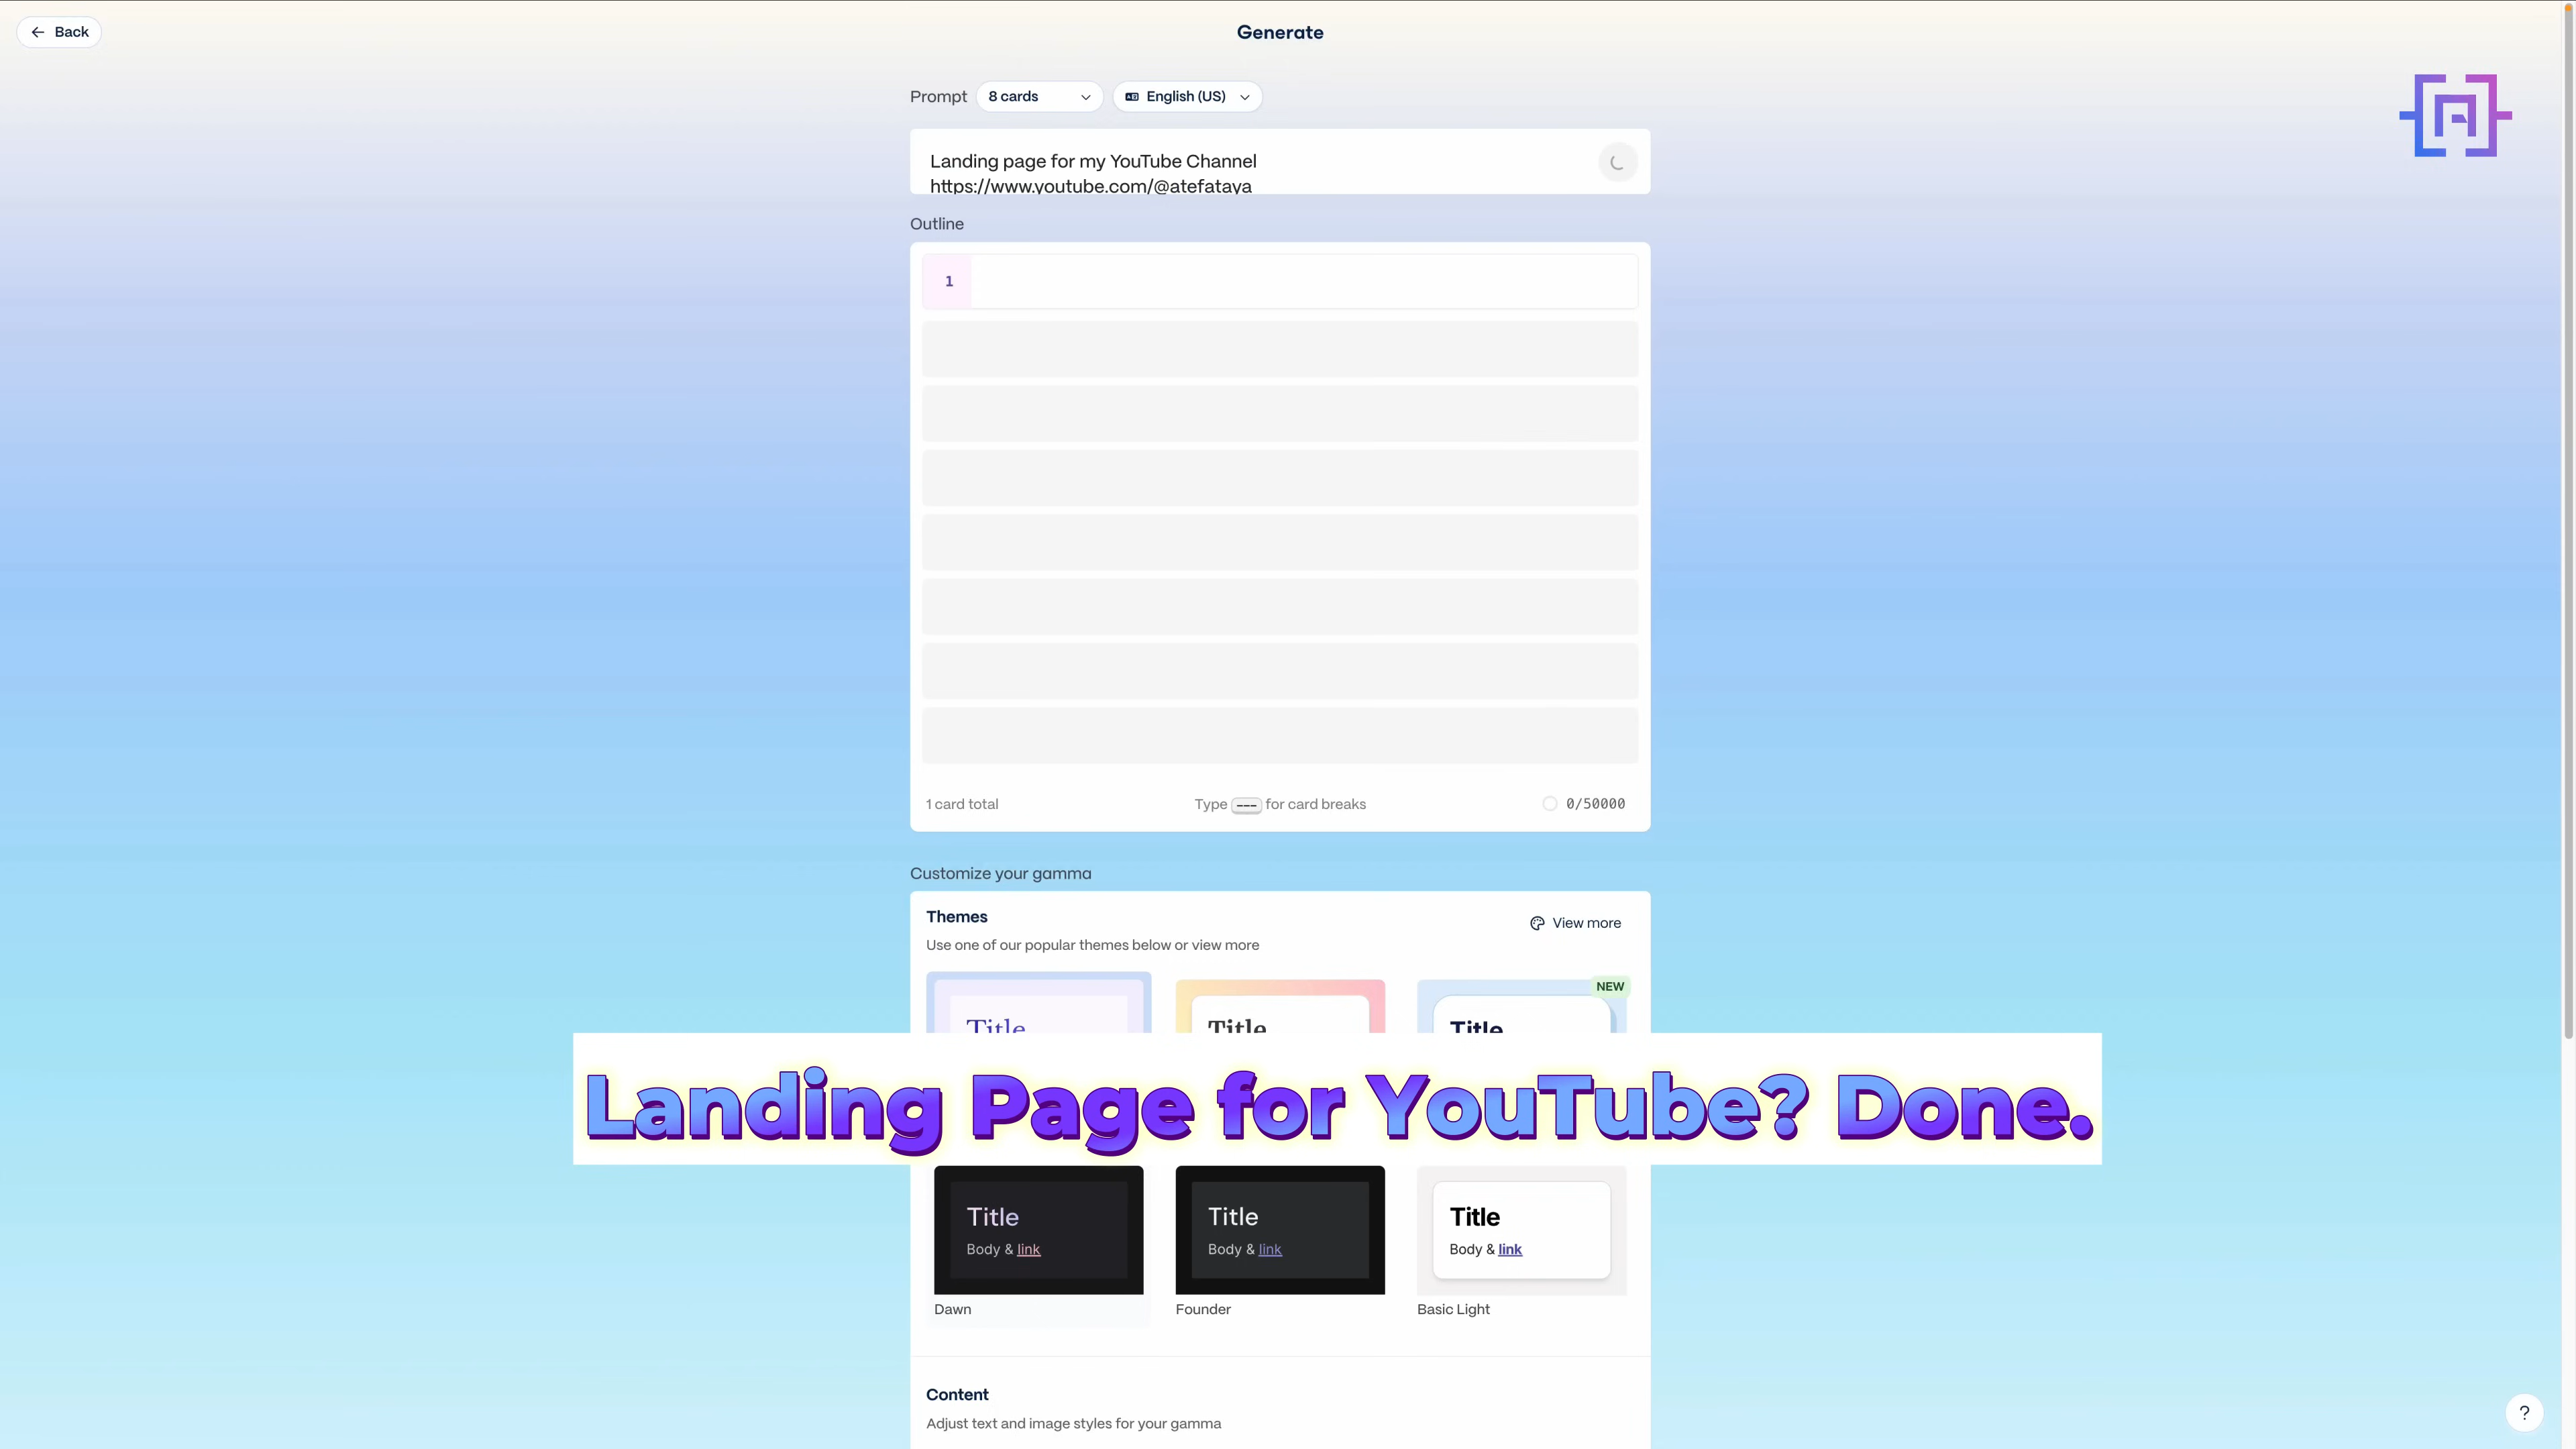 Back
Generate
Prompt
8 cards
English (US)
Landing page for my YouTube Channel
https://www.youtube.com/@atefataya
Outline
1
1 card total
Type --- for card breaks
0/50000
Customize your gamma
Themes
View more
Use one of our popular themes below or view more
NEW
Title
Title
Title
Landing Page for YouTube? Done.
Title
Body & link
Dawn
Title
Body & link
Founder
Title
Body & link
Basic Light
Content
Adjust text and image styles for your gamma
?